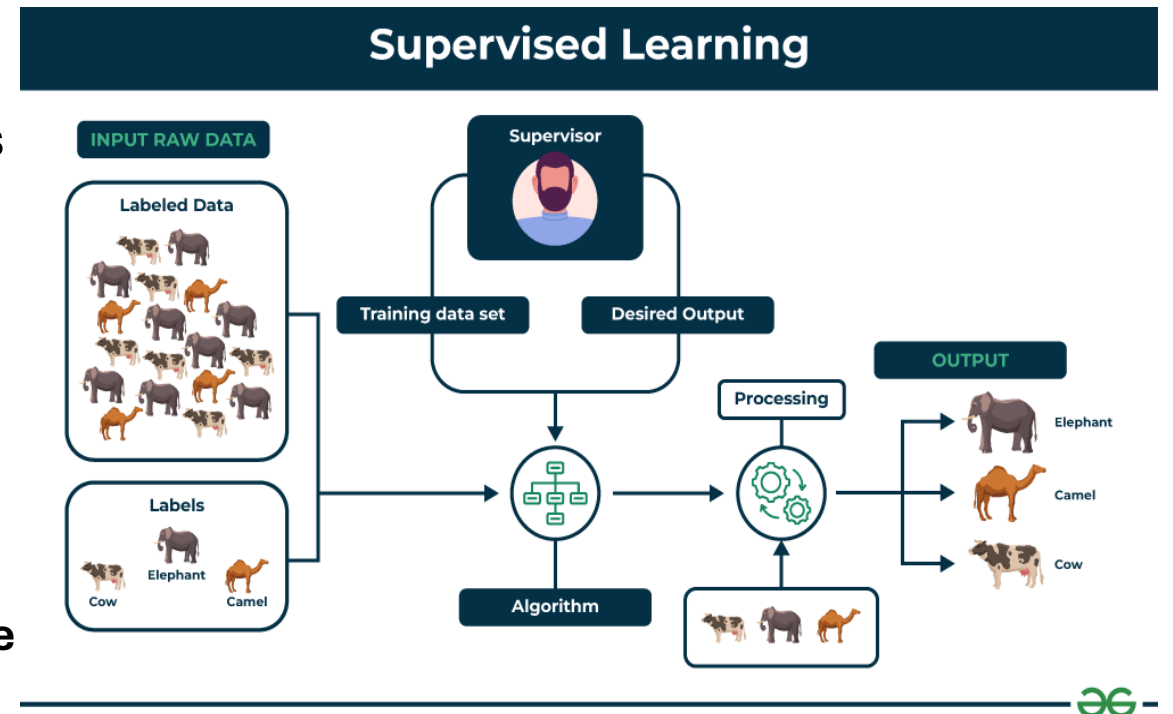 Supervised Learning
s
INPUT RAW DATA
Labeled Data
Supervisor
Training data set
Desired Output
OUTPUT
Processing
Elephant
Camel
Cow
Labels
Elephant
Cow
Camel
Algorithm
e